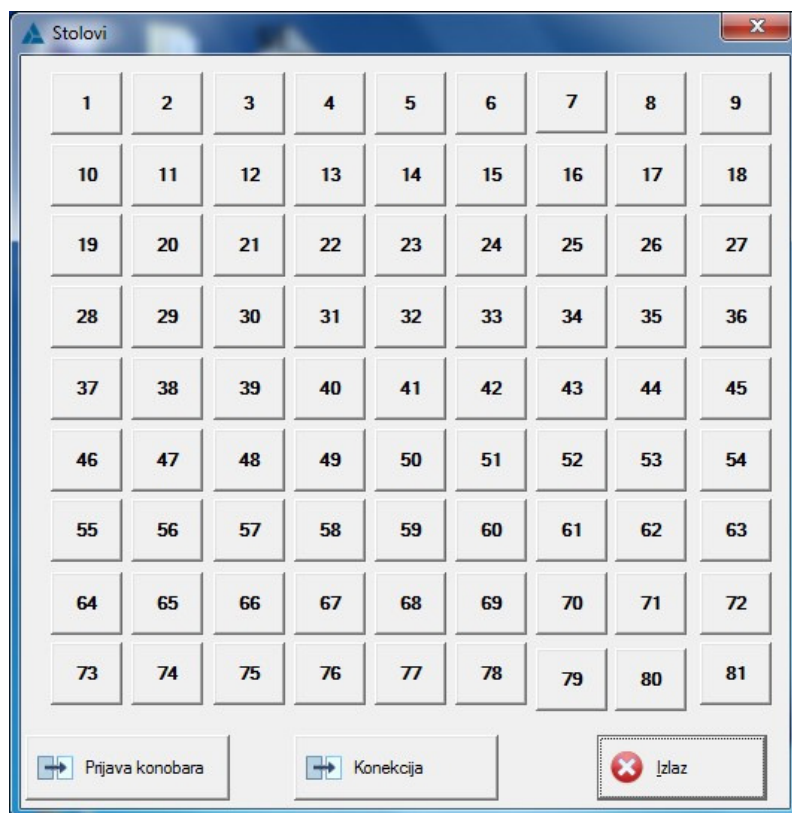 Stolovi
1 2 3 4 5 6 7 8 9
10 11 12 13 14 15 16 17 18
19 20 21 22 23 24 25 26 27
28 29 30 31 32 33 34 35 36
37 38 39 40 41 42 43 44 45
46 47 48 49 50 51 52 53 54
55 56 57 58 59 60 61 62 63
64 65 66 67 68 69 70 71 72
73 74 75 76 77 78 79 80 81
Prijava konobara Konekcija Izlaz